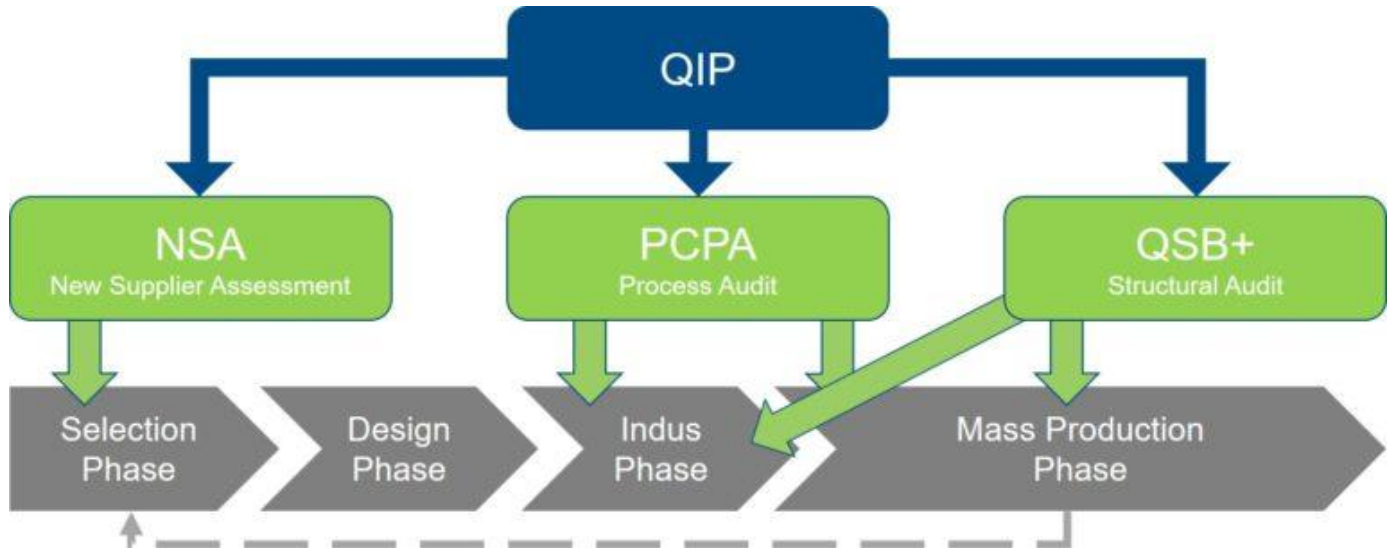 QIP
NSA
New Supplier Assessment
PCPA
Process Audit
QSB+
Structural Audit
Selection
Phase
Design
Phase
Indus
Phase
Mass Production
Phase